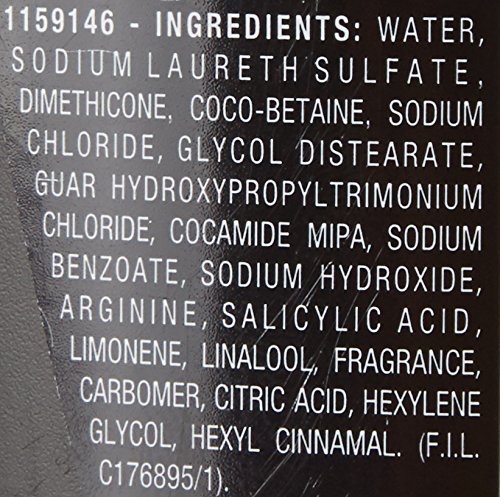 1159146 - INGREDIENTS: WATER,
SODIUM LAURETH SULFATE,
DIMETHICONE, COCO-BETAINE, SODIUM
CHLORIDE, GLYCOL DISTEARATE,
GUAR HYDROXYPROPYLTRIMONIUM
CHLORIDE, COCAMIDE MIPA, SODIUM
BENZOATE, SODIUM HYDROXIDE,
ARGININE, SALICYLIC ACID,
LIMONENE, LINALOOL, FRAGRANCE,
CARBOMER, CITRIC ACID, HEXYLENE
GLYCOL, HEXYL CINNAMAL. (F.I.L.
C176895/1).